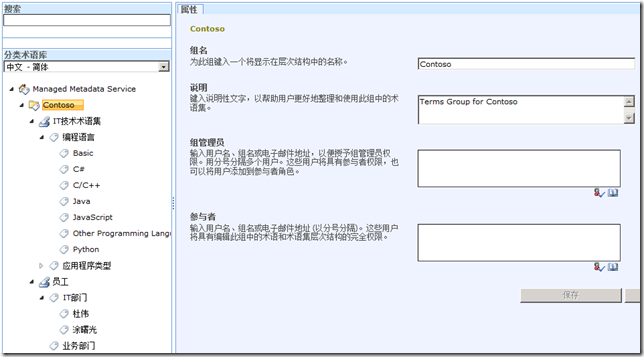 搜索
分类术语库
中文 - 简体
Managed Metadata Service
Contoso
IT技术术语集
编程语言
Basic
C#
C/C++
Java
JavaScript
Other Programming Lang
Python
应用程序类型
员工
IT部门
杜伟
涂曙光
业务部门
属性
Contoso
组名
为此组键入一个将显示在层次结构中的名称。
Contoso
说明
键入说明性文字，以帮助用户更好地整理和使用此组中的术
语集。
Terms Group for Contoso
组管理员
输入用户名、组名或电子邮件地址，以便授予组管理员权
限。用分号分隔多个用户。这些用户将具有参与者权限，也
可以将用户添加到参与者角色。
参与者
输入用户名、组名或电子邮件地址 (以分号分隔)。这些用户
将具有编辑此组中的术语和术语集层次结构的完全权限。
保存